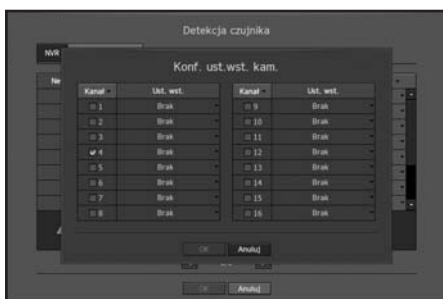 Detekcja czujnika
NVR
Konf. ust.wst. kam.
Kanał Ust. wst. Kanał Ust. wst.
1 Brak 9 Brak
2 Brak 10 Brak
3 Brak 11 Brak
4 Brak 12 Brak
5 Brak 13 Brak
6 Brak 14 Brak
7 Brak 15 Brak
8 Brak 16 Brak
OK Anuluj
OK Anuluj